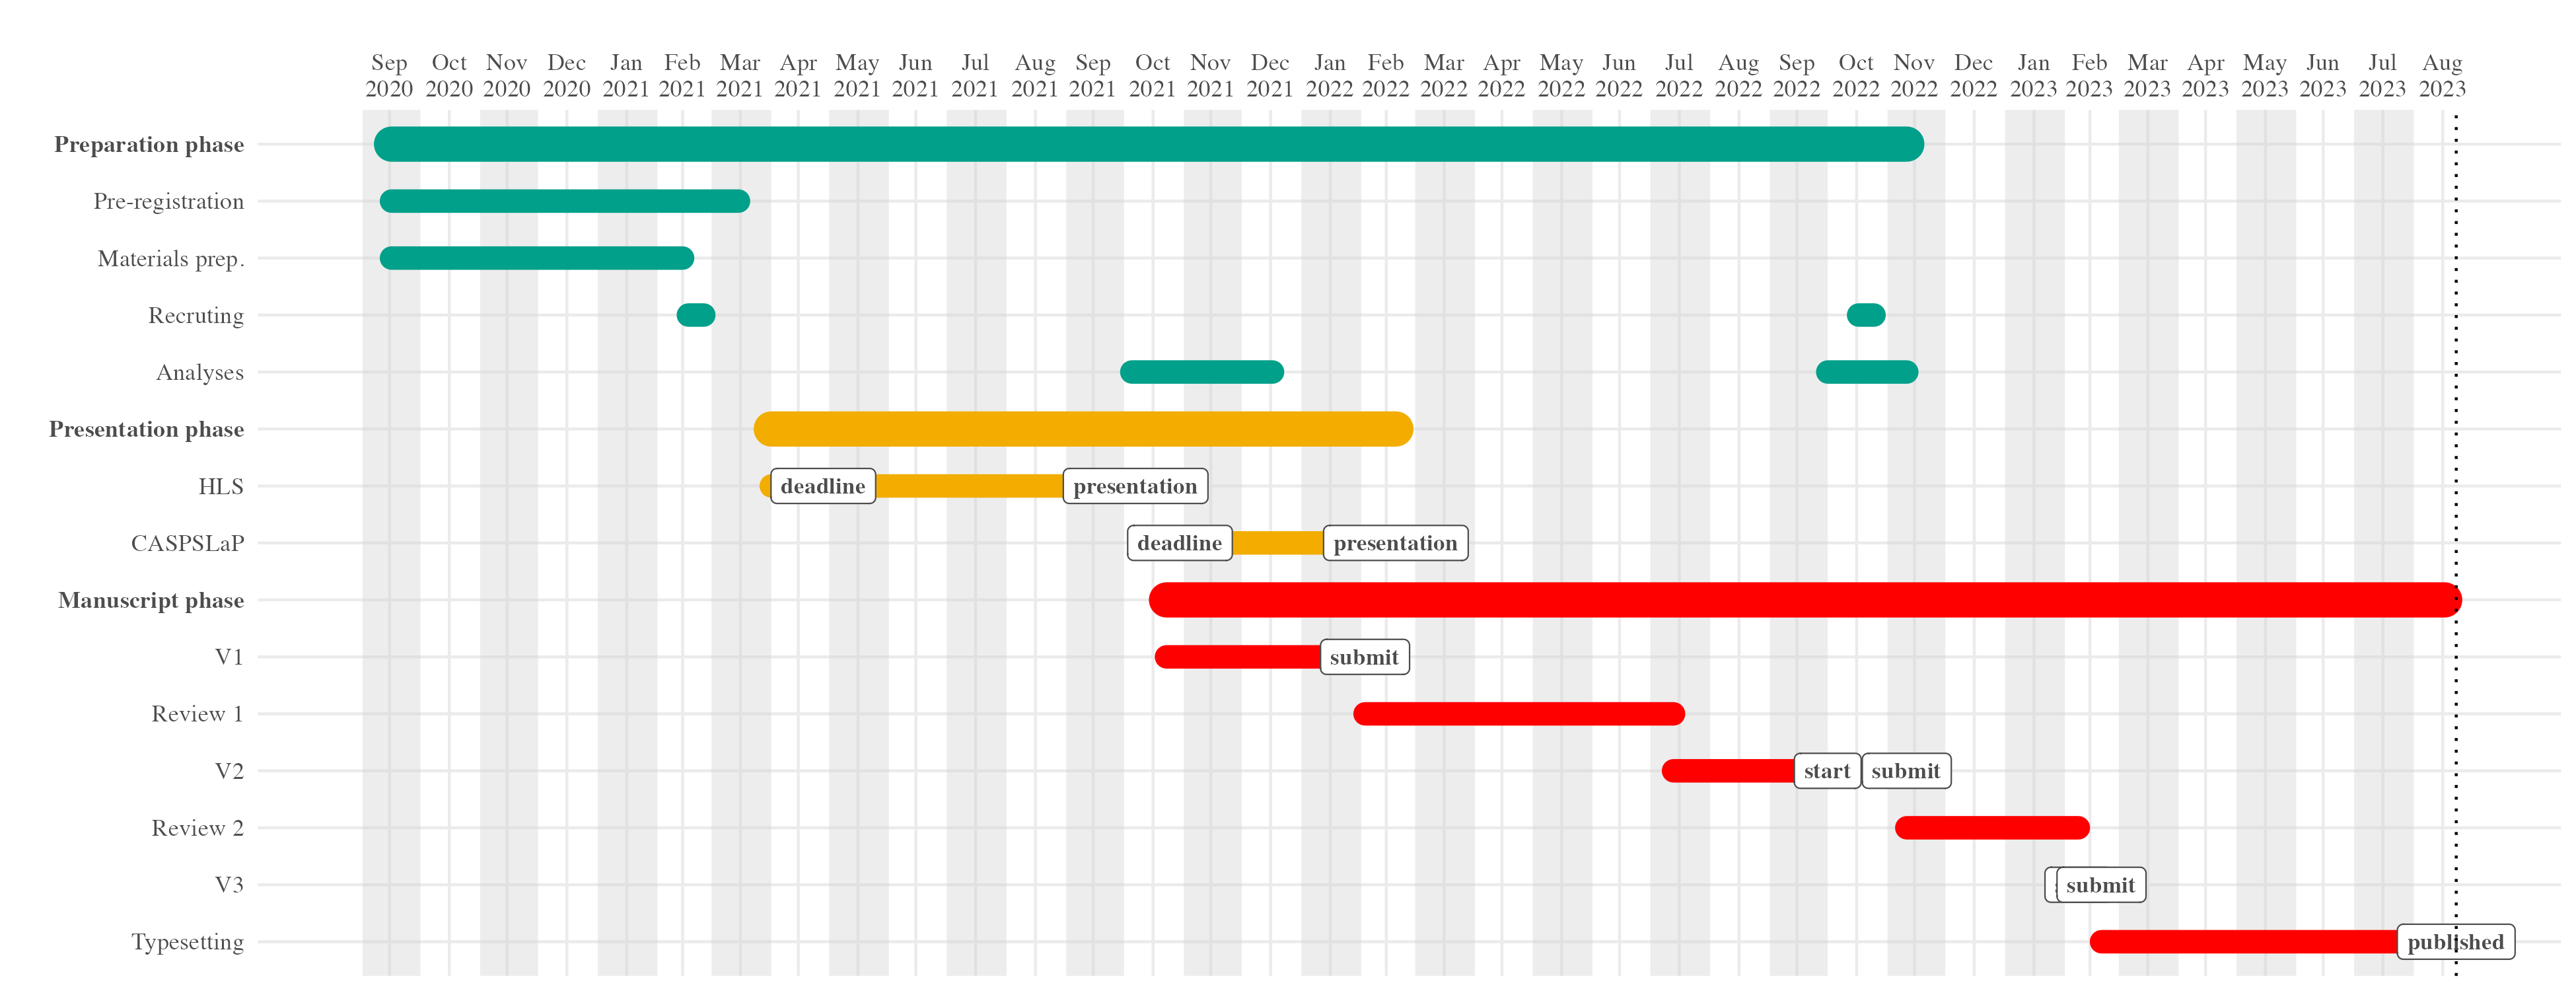 Sep Oct Nov Dec Jan Feb Mar Apr May Jun Jul Aug Sep Oct Nov Dec Jan Feb Mar Apr May Jun Jul Aug Sep Oct Nov Dec Jan Feb Mar Apr May Jun Jul Aug
2020 2020 2020 2020 2021 2021 2021 2021 2021 2021 2021 2021 2021 2021 2021 2021 2022 2022 2022 2022 2022 2022 2022 2022 2022 2022 2022 2022 2023 2023 2023 2023 2023 2023 2023 2023
Preparation phase
Pre-registration
Materials prep.
Recruting
Analyses
Presentation phase
HLS deadline presentation
CASPSLaP deadline presentation
Manuscript phase
V1 submit
Review 1
V2 start submit
Review 2
V3 submit
Typesetting published